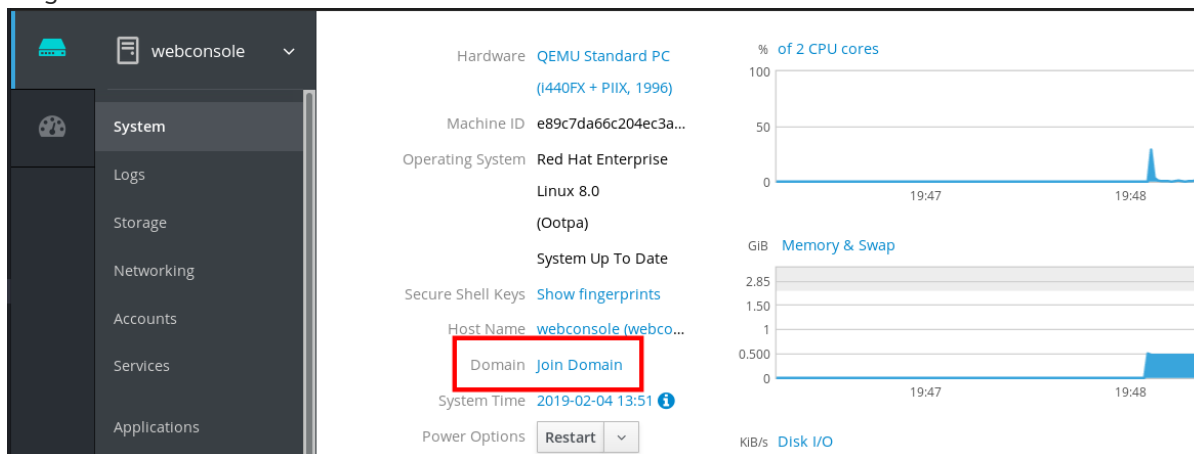 webconsole
System
Logs
Storage
Networking
Accounts
Services
Applications
Hardware QEMU Standard PC
(i440FX + PIIX, 1996)
Machine ID e89c7da66c204ec3a...
Operating System Red Hat Enterprise
Linux 8.0
(Ootpa)
System Up To Date
Secure Shell Keys Show fingerprints
Host Name webconsole (webco...
Domain Join Domain
System Time 2019-02-04 13:51
Power Options Restart
% of 2 CPU cores
100
50
0
19:47 19:48
GiB Memory & Swap
2.85
1.50
1
0.500
0
19:47 19:48
KiB/s Disk I/O